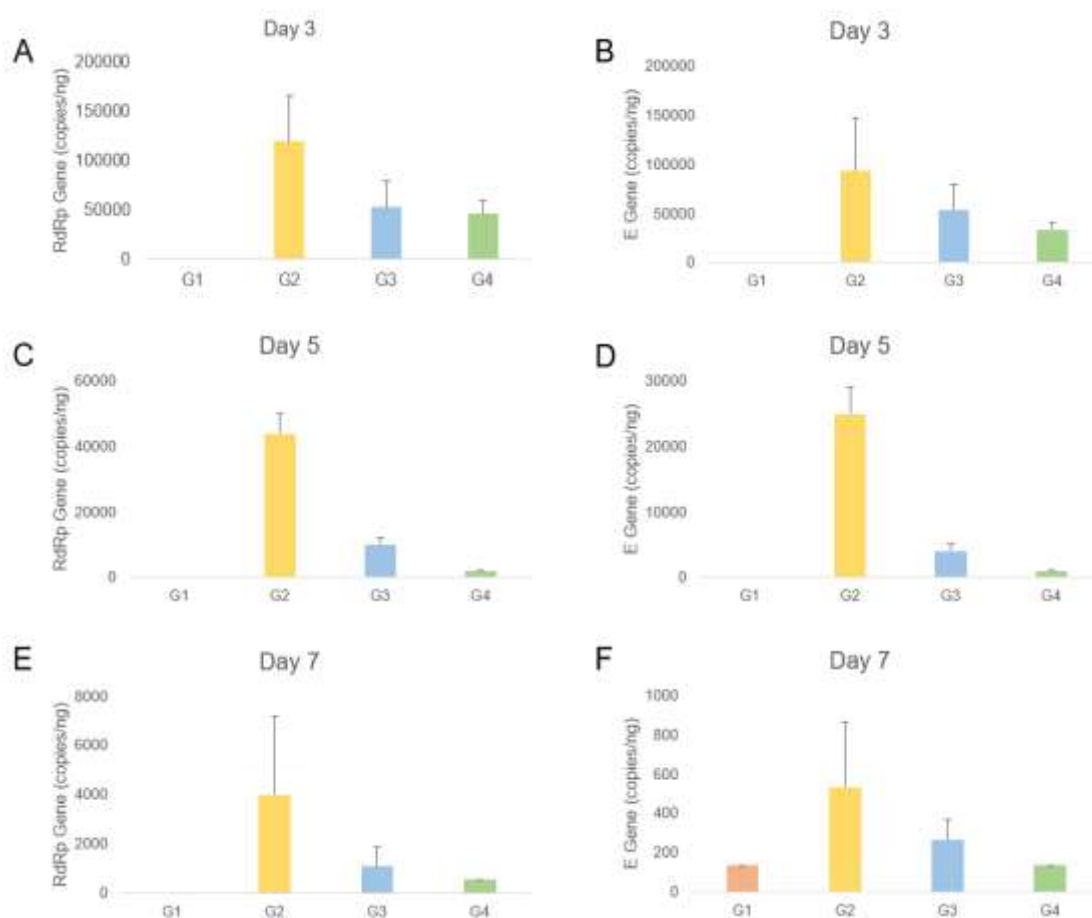 A
Day 3
RdRp Gene (copies/ng)
200000
150000
100000
50000
0
G1 G2 G3 G4
B
Day 3
E Gene (copies/ng)
200000
150000
100000
50000
0
G1 G2 G3 G4
C
Day 5
RdRp Gene (copies/ng)
60000
40000
20000
0
G1 G2 G3 G4
D
Day 5
E Gene (copies/ng)
30000
20000
10000
0
G1 G2 G3 G4
E
Day 7
RdRp Gene (copies/ng)
8000
6000
4000
2000
0
G1 G2 G3 G4
F
Day 7
E Gene (copies/ng)
1000
800
600
400
200
0
G1 G2 G3 G4